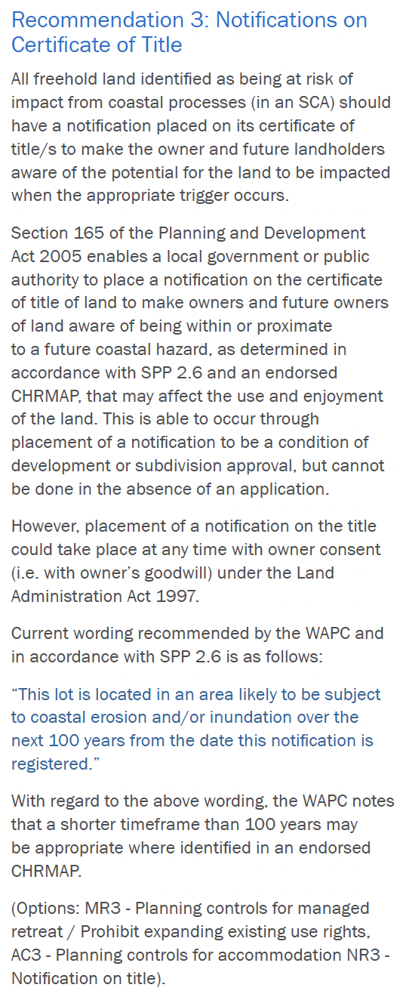 Recommendation 3: Notifications on
Certificate of Title
All freehold land identified as being at risk of
impact from coastal processes (in an SCA) should
have a notification placed on its certificate of
title/s to make the owner and future landholders
aware of the potential for the land to be impacted
when the appropriate trigger occurs.
Section 165 of the Planning and Development
Act 2005 enables a local government or public
authority to place a notification on the certificate
of title of land to make owners and future owners
of land aware of being within or proximate
to a future coastal hazard, as determined in
accordance with SPP 2.6 and an endorsed
CHRMAP, that may affect the use and enjoyment
of the land. This is able to occur through
placement of a notification to be a condition of
development or subdivision approval, but cannot
be done in the absence of an application.
However, placement of a notification on the title
could take place at any time with owner consent
(i.e. with owner’s goodwill) under the Land
Administration Act 1997.
Current wording recommended by the WAPC and
in accordance with SPP 2.6 is as follows:
“This lot is located in an area likely to be subject
to coastal erosion and/or inundation over the
next 100 years from the date this notification is
registered.”
With regard to the above wording, the WAPC notes
that a shorter timeframe than 100 years may
be appropriate where identified in an endorsed
CHRMAP.
(Options: MR3 - Planning controls for managed
retreat / Prohibit expanding existing use rights,
AC3 - Planning controls for accommodation NR3 -
Notification on title).